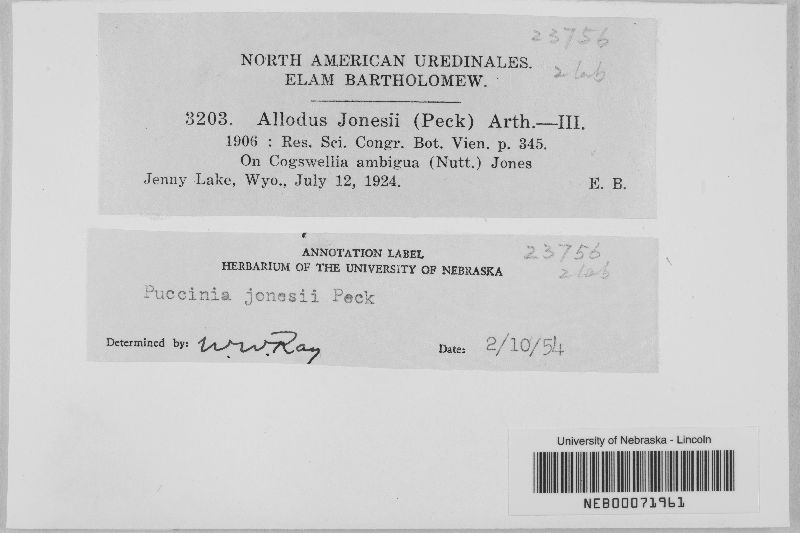 23756
2 lab
NORTH AMERICAN UREDINALES.
ELAM BARTHOLOMEW.
3203. Allodus Jonesii (Peck) Arth.—III.
1906 : Res. Sci. Congr. Bot. Vien. p. 345.
On Cogswellia ambigua (Nutt.) Jones
Jenny Lake, Wyo., July 12, 1924. E. B.
ANNOTATION LABEL
HERBARIUM OF THE UNIVERSITY OF NEBRASKA
23756
2 lab
Puccinia jonesii Peck
Determined by: W.W. Ray Date: 2/10/54
University of Nebraska - Lincoln
NEB00071961